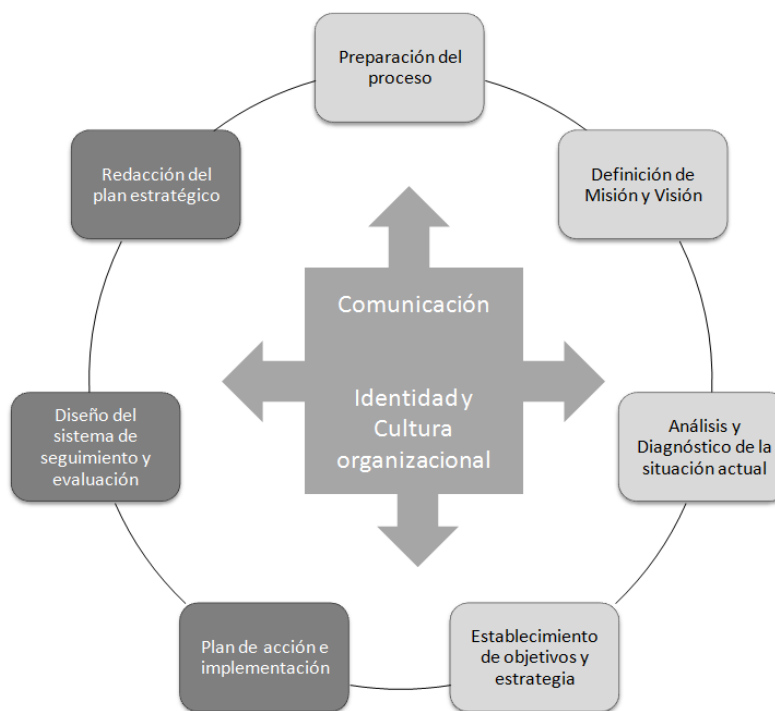 Preparación del
proceso
Definición de
Misión y Visión
Análisis y
Diagnóstico de la
situación actual
Establecimiento
de objetivos y
estrategia
Plan de acción e
implementación
Diseño del
sistema de
seguimiento y
evaluación
Redacción del
plan estratégico
Comunicación
Identidad y
Cultura
organizacional